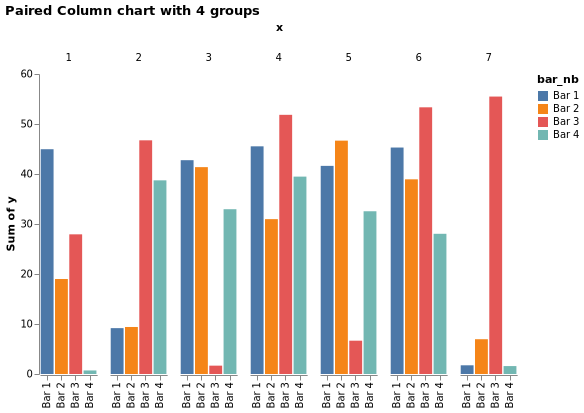 Paired Column chart with 4 groups
x
1 2 3 4 5 6 7
bar_nb
Bar 1
Bar 2
Bar 3
Bar 4
Sum of y
60
50
40
30
20
10
0
Bar 1 Bar 2 Bar 3 Bar 4 Bar 1 Bar 2 Bar 3 Bar 4 Bar 1 Bar 2 Bar 3 Bar 4 Bar 1 Bar 2 Bar 3 Bar 4 Bar 1 Bar 2 Bar 3 Bar 4 Bar 1 Bar 2 Bar 3 Bar 4 Bar 1 Bar 2 Bar 3 Bar 4